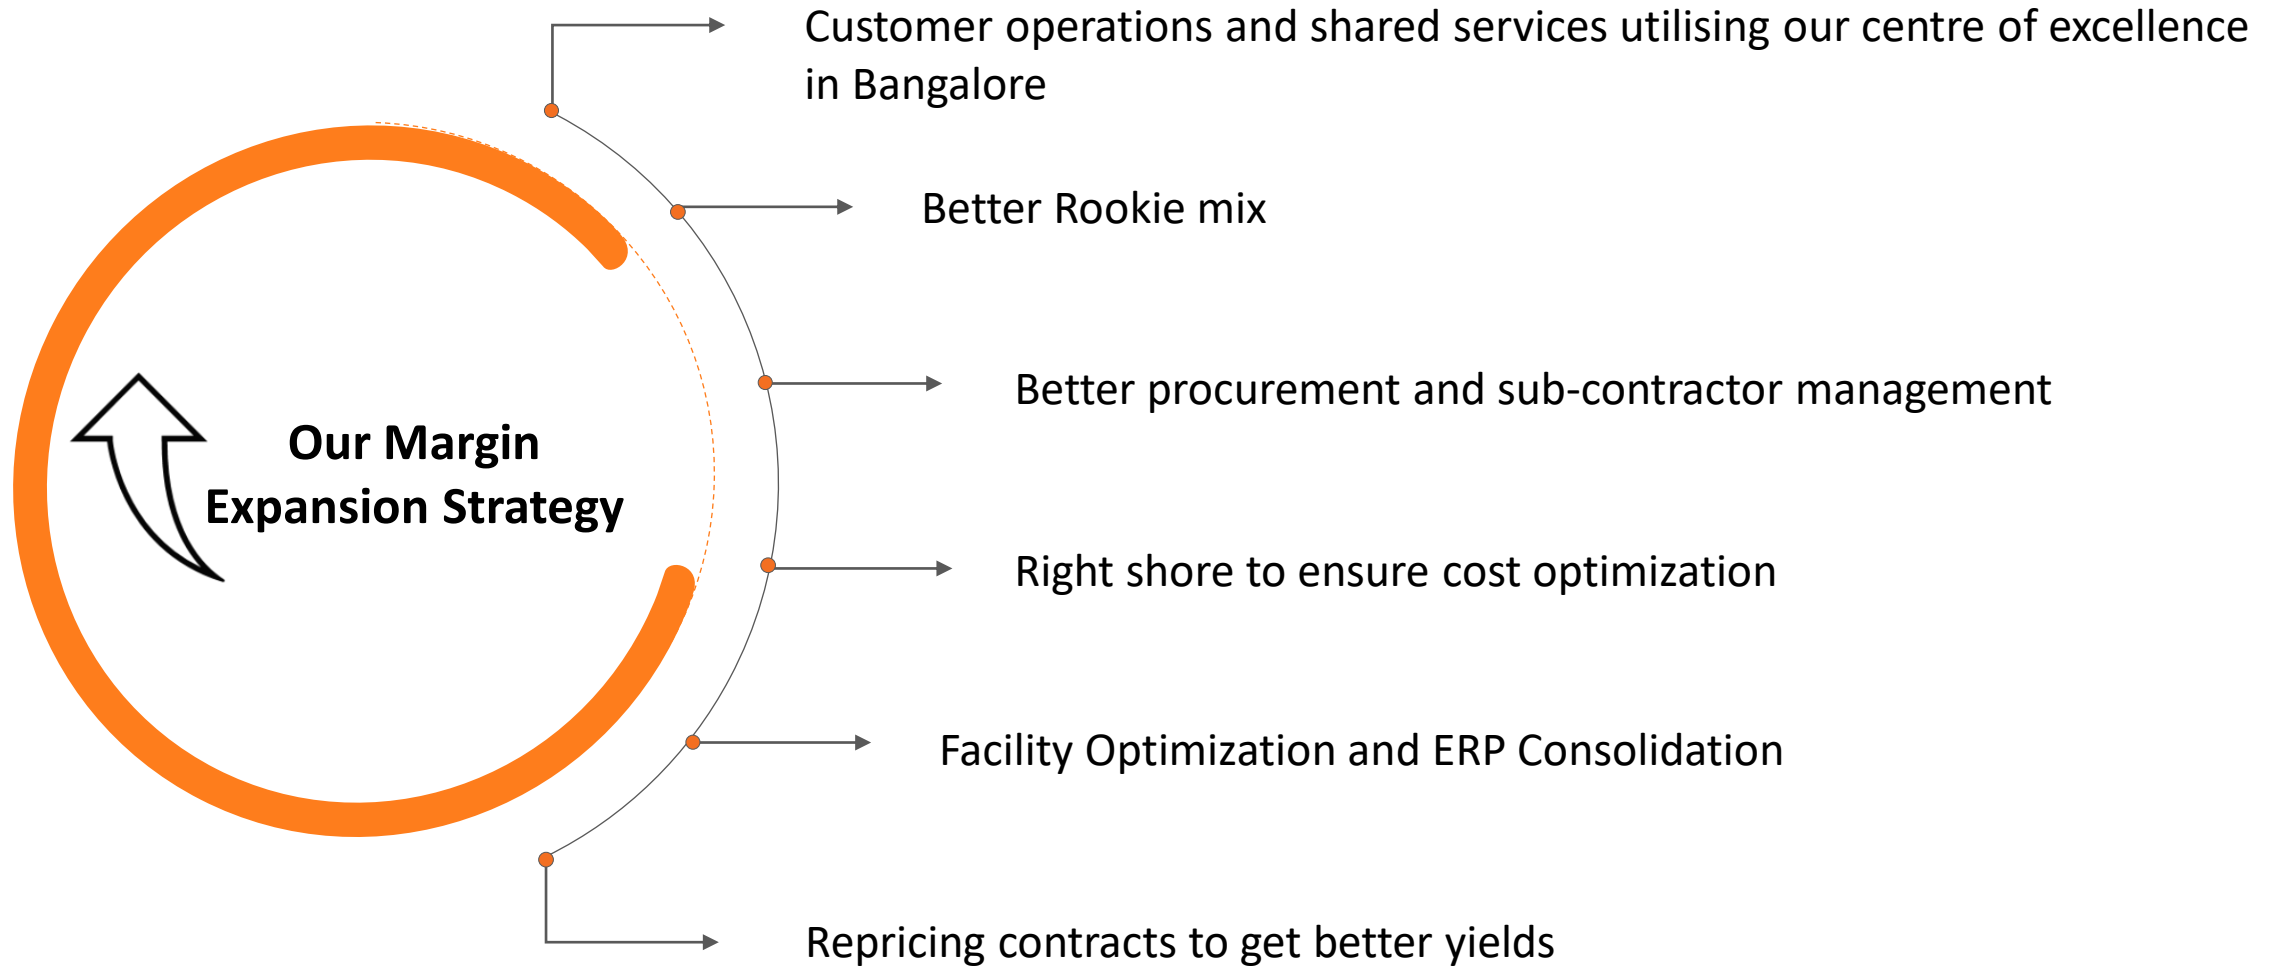 Customer operations and shared services utilising our centre of excellence
in Bangalore
Better Rookie mix
Better procurement and sub-contractor management
Our Margin
Expansion Strategy
Right shore to ensure cost optimization
Facility Optimization and ERP Consolidation
Repricing contracts to get better yields